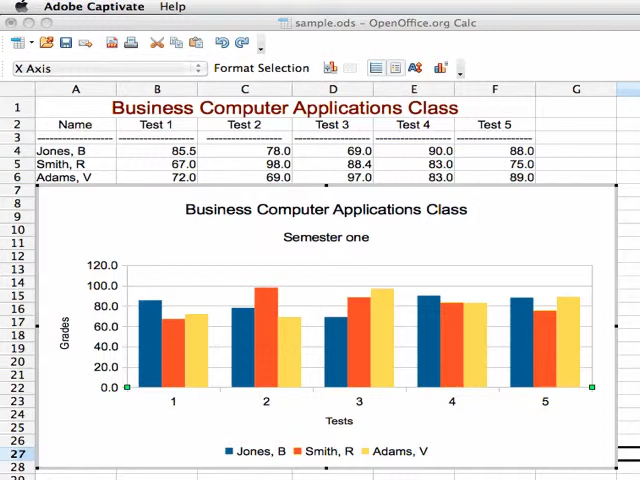 Adobe Captivate Help
sample.ods - OpenOffice.org Calc
X Axis Format Selection
A B C D E F G
1 Business Computer Applications Class
2 Name Test 1 Test 2 Test 3 Test 4 Test 5
3 -------------------- -------------------- -------------------- -------------------- -------------------- --------------------
4 Jones, B 85.5 78.0 69.0 90.0 88.0
5 Smith, R 67.0 98.0 88.4 83.0 75.0
6 Adams, V 72.0 69.0 97.0 83.0 89.0
7
8 Business Computer Applications Class
9
10 Semester one
11
12
13 120.0
14 100.0
15
16 80.0
17 Grades 60.0
18
19 40.0
20
21 20.0
22 0.0
23 1 2 3 4 5
24
25 Tests
26
27 Jones, B Smith, R Adams, V
28
29